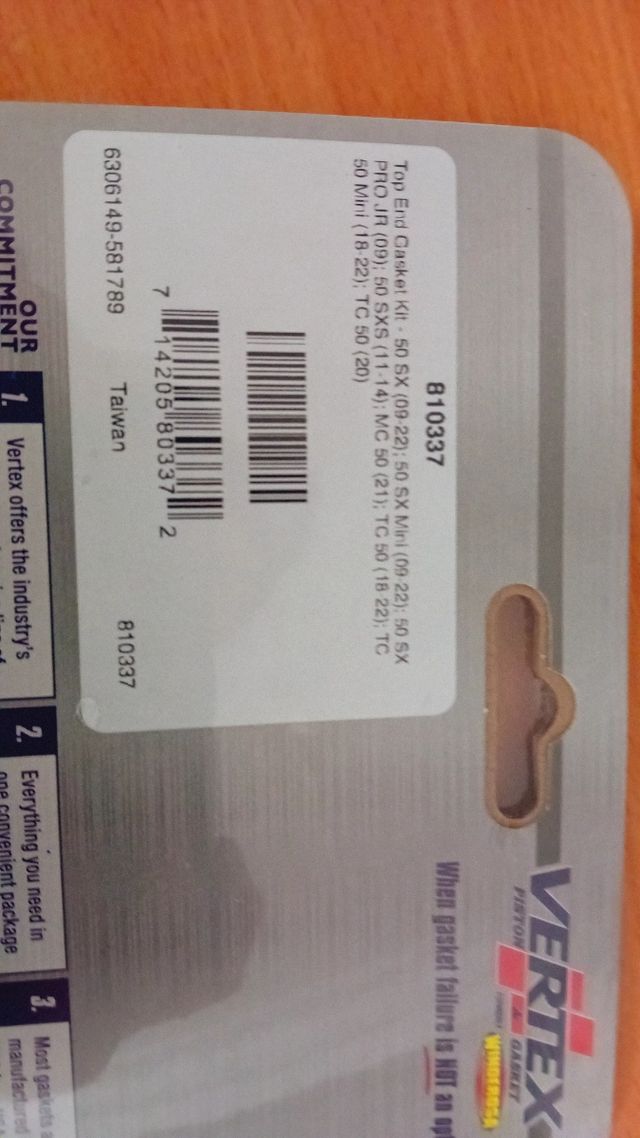 VERTEX
PISTON & GASKET
FORMERLY WINDEROSA
When gasket failure is NOT an
810337
Top End Gasket Kit - 50 SX (09-22); 50 SX Mini (09-22); 50 SX
PRO JR (09); 50 SXS (11-14); MC 50 (21); TC 50 (18-22); TC
50 Mini (18-22); TC 50 (20)
7 14205 80337 2
6306149-581789 Taiwan 810337
OUR
COMMITMENT
1. Vertex offers the industry's
2. Everything you need in
one convenient package
3. Most gaskets
manufactured